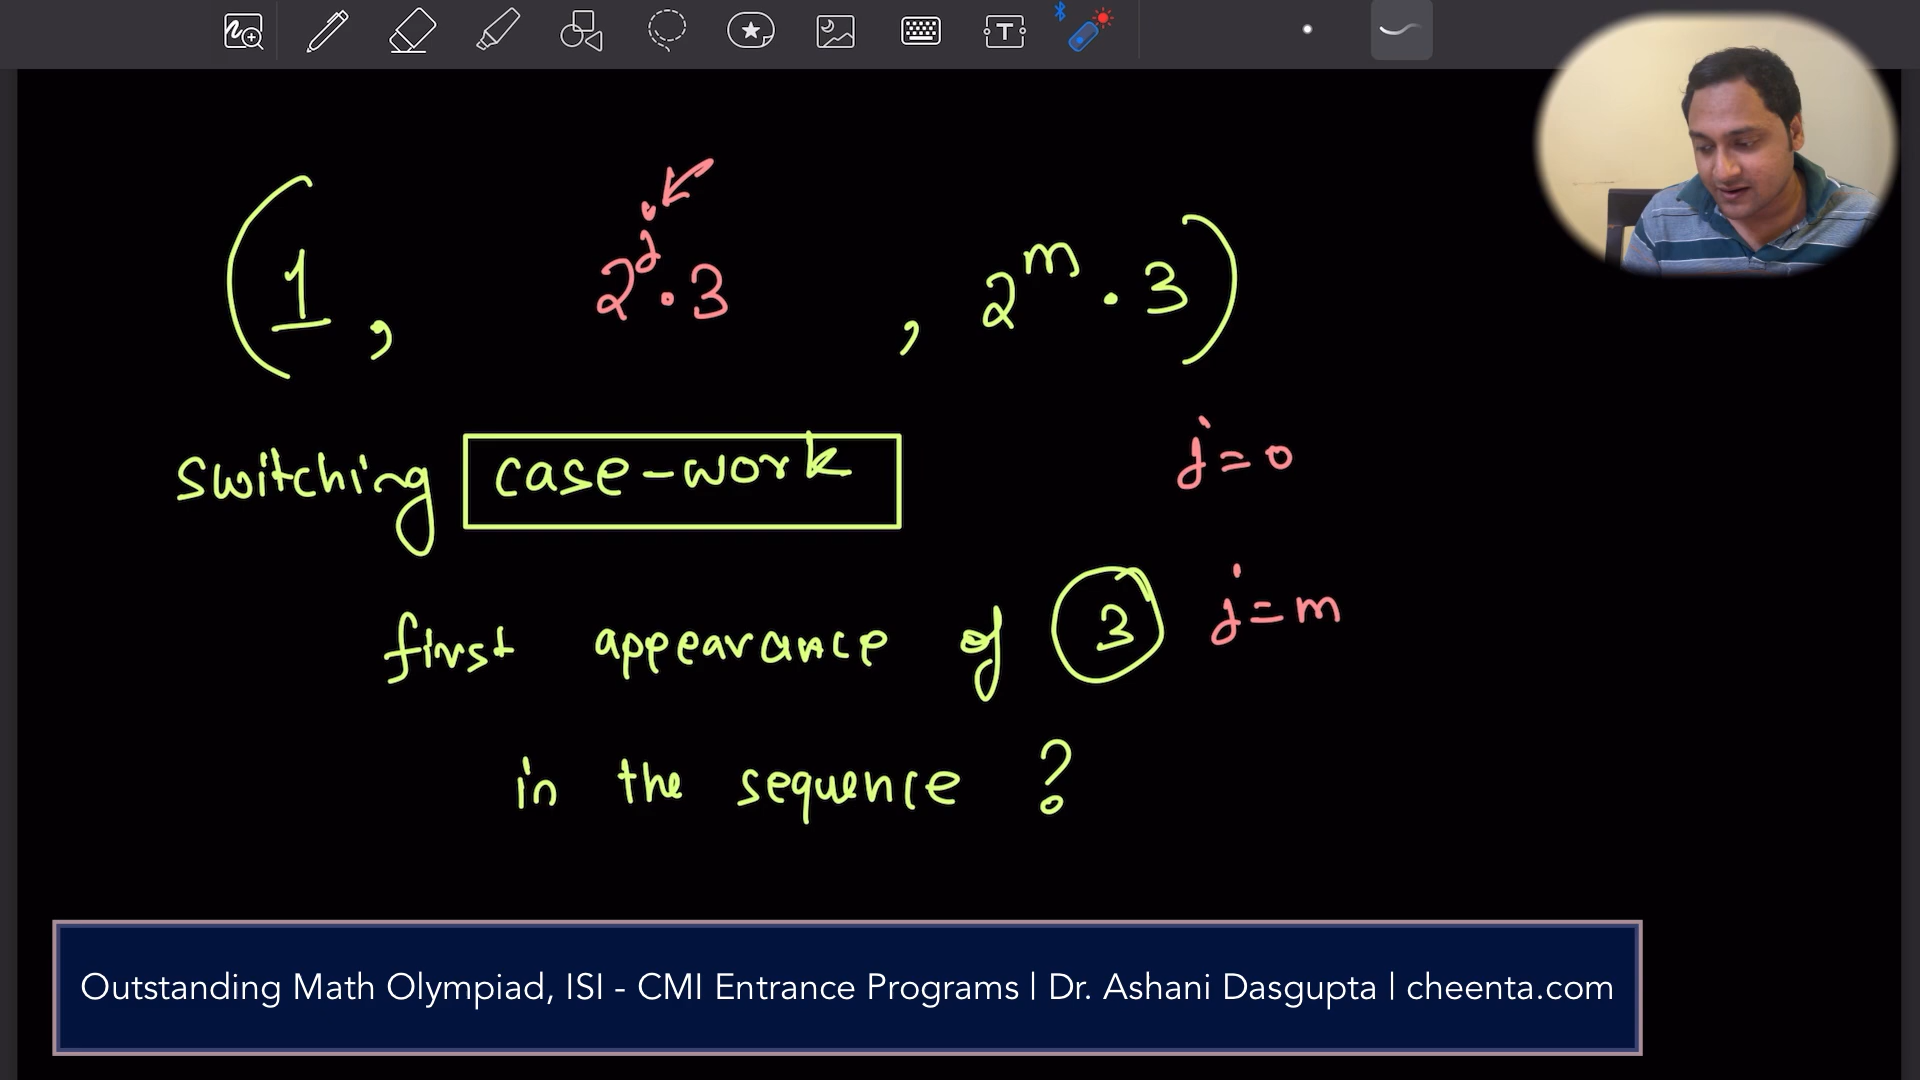 (1, 2^j · 3, 2^m · 3)
switching case-work
j = 0
first appearance of 3 j = m
in the sequence ?
Outstanding Math Olympiad, ISI - CMI Entrance Programs | Dr. Ashani Dasgupta | cheenta.com